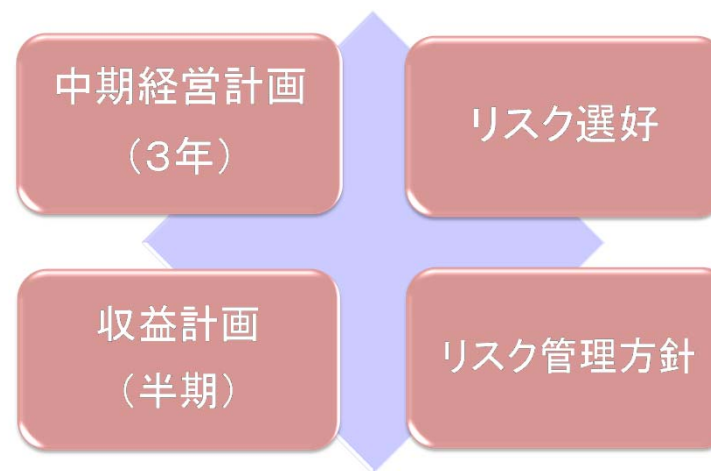 中期経営計画
（３年）
リスク選好
収益計画
（半期）
リスク管理方針